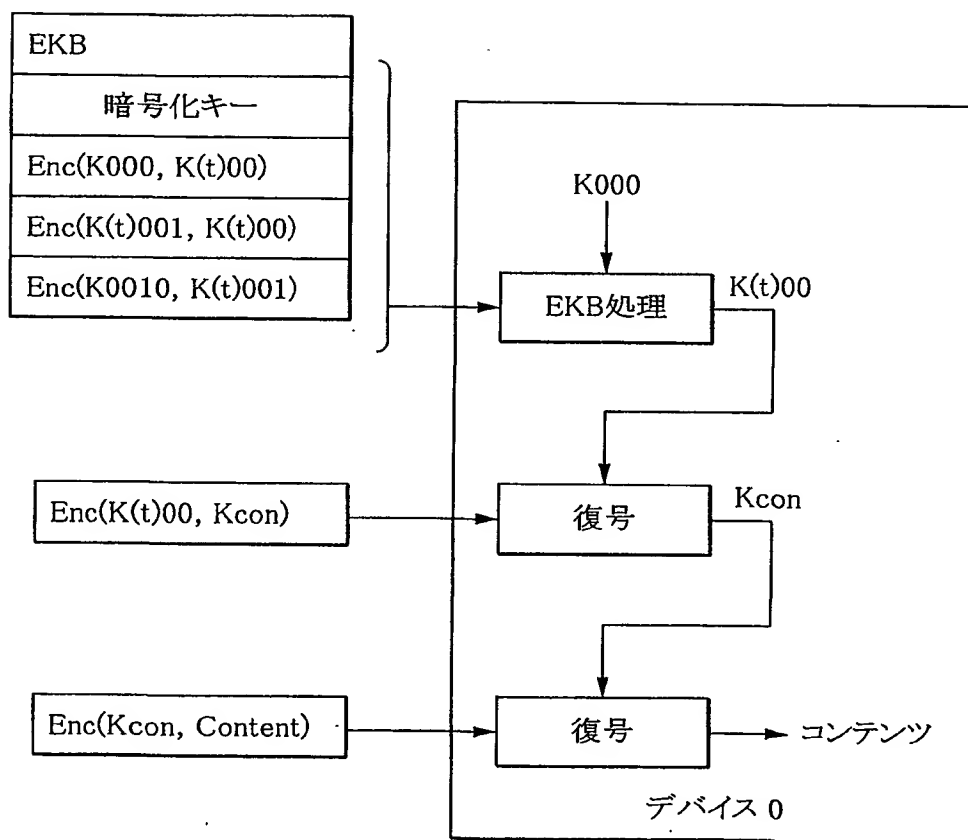 EKB
暗号化キー
Enc(K000, K(t)00)
Enc(K(t)001, K(t)00)
Enc(K0010, K(t)001)
K000
EKB処理
K(t)00
Enc(K(t)00, Kcon)
復号
Kcon
Enc(Kcon, Content)
復号
コンテンツ
デバイス 0